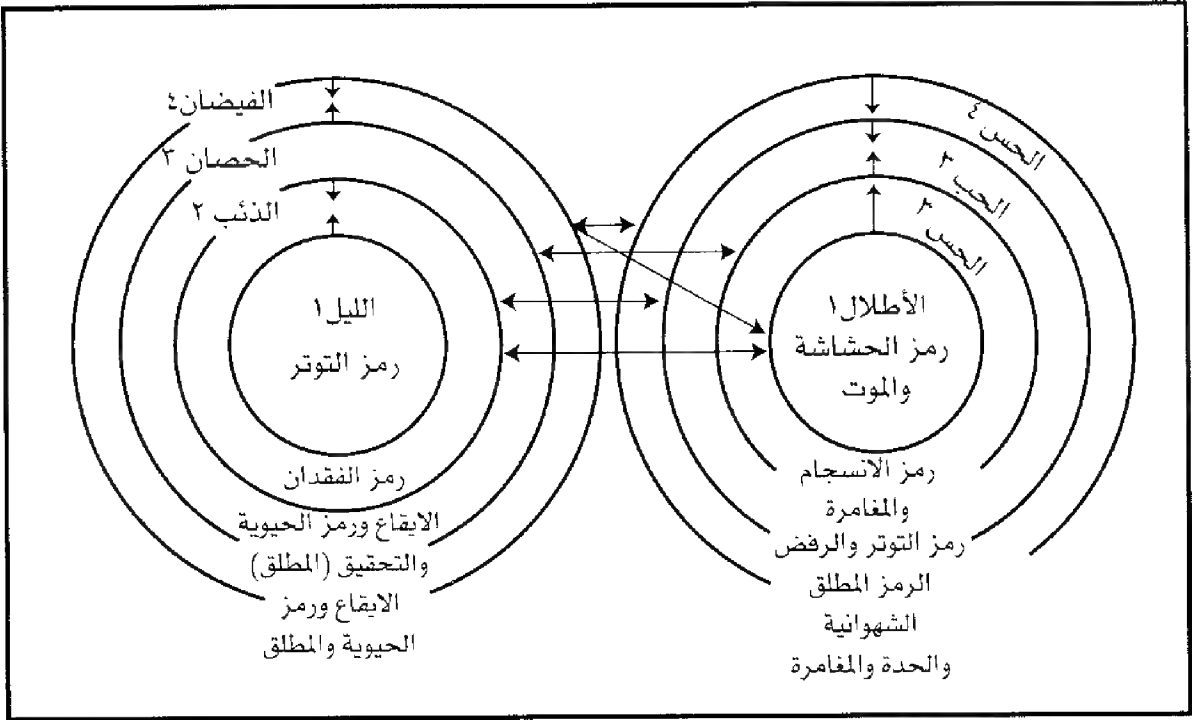 الحس ٤
الحب ٣
الحس ٢
الأطلال ١
رمز الحشاشة
والموت
رمز الانسجام
والمغامرة
رمز التوتر والرفض
الرمز المطلق
الشهوانية
والحدة والمغامرة
الفيضان ٤
الحصان ٣
الذئب ٢
الليل ١
رمز التوتر
رمز الفقدان
الايقاع ورمز الحيوية
والتحقيق (المطلق)
الايقاع ورمز
الحيوية والمطلق